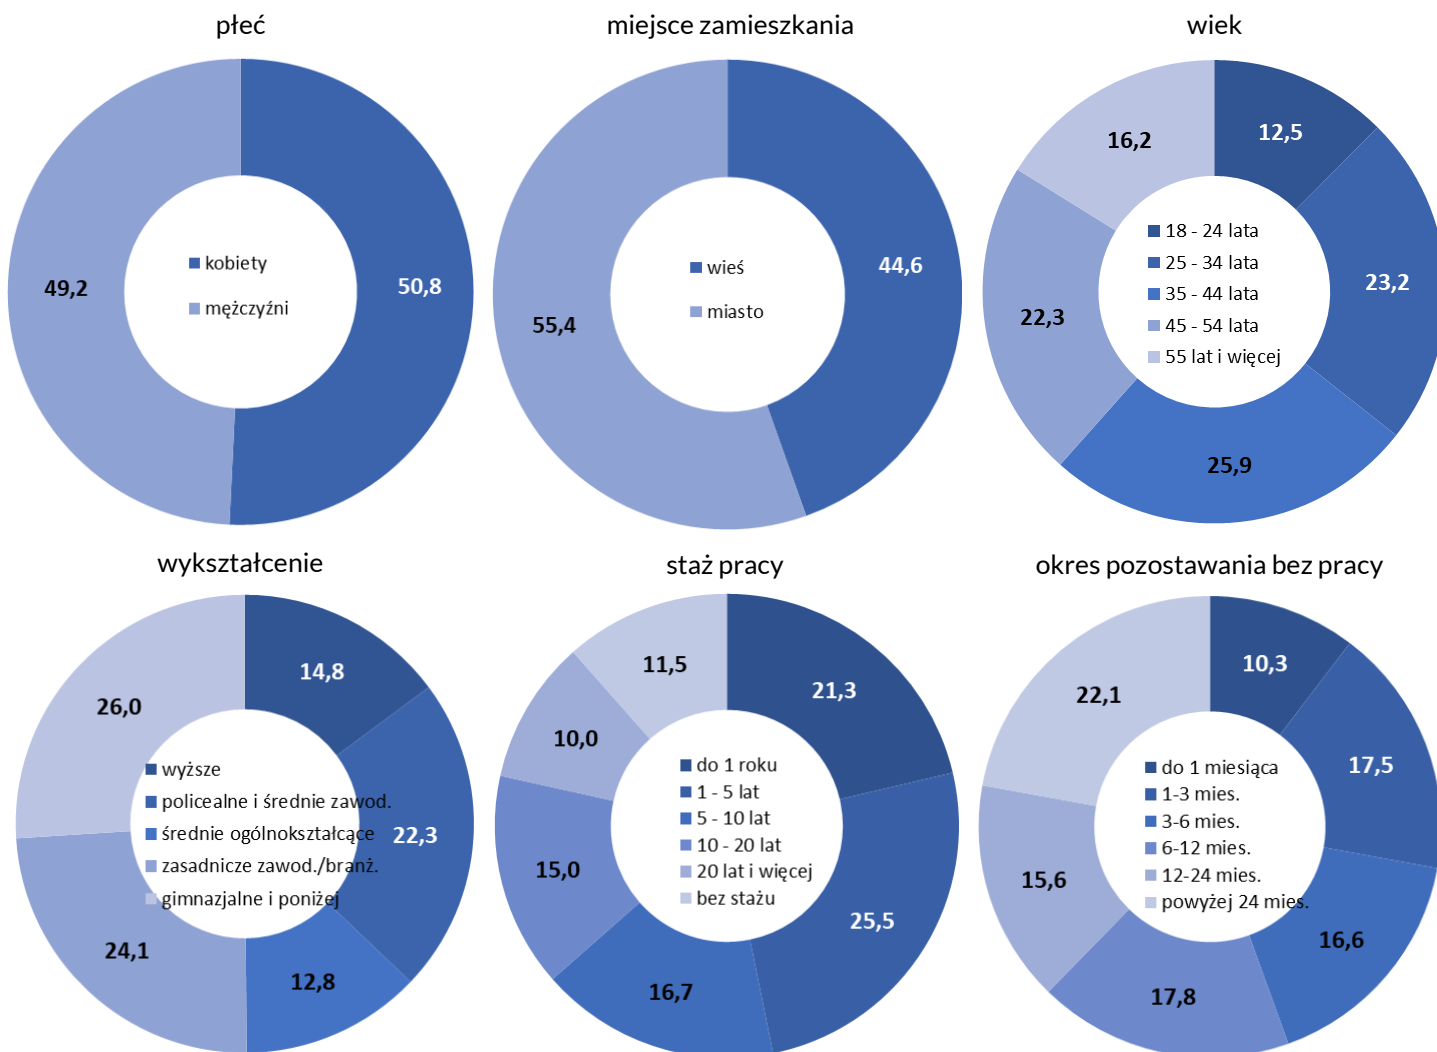 płeć
kobiety
mężczyźni
50,8
49,2
miejsce zamieszkania
wieś
miasto
44,6
55,4
wiek
12,5
23,2
25,9
22,3
16,2
18 - 24 lata
25 - 34 lata
35 - 44 lata
45 - 54 lata
55 lat i więcej
wykształcenie
14,8
22,3
12,8
24,1
26,0
wyższe
policealne i średnie zawod.
średnie ogólnokształcące
zasadnicze zawod./branż.
gimnazjalne i poniżej
staż pracy
21,3
25,5
16,7
15,0
10,0
11,5
do 1 roku
1 - 5 lat
5 - 10 lat
10 - 20 lat
20 lat i więcej
bez stażu
okres pozostawania bez pracy
10,3
17,5
16,6
17,8
15,6
22,1
do 1 miesiąca
1-3 mies.
3-6 mies.
6-12 mies.
12-24 mies.
powyżej 24 mies.